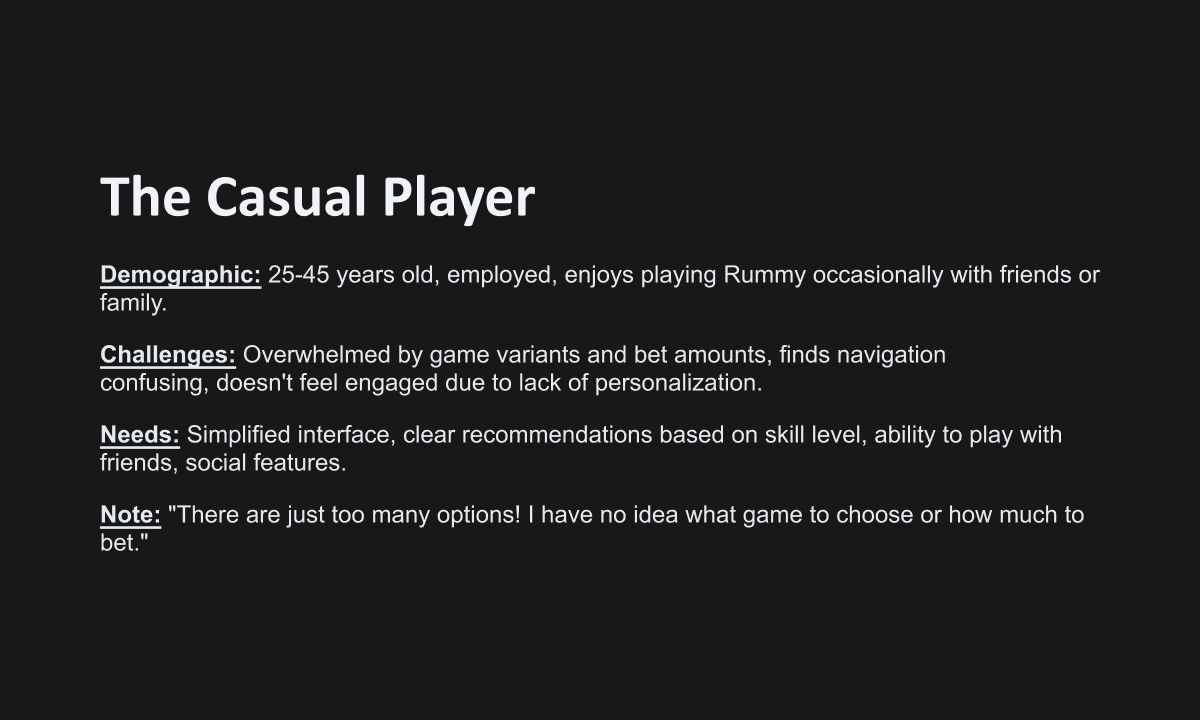 The Casual Player
Demographic: 25-45 years old, employed, enjoys playing Rummy occasionally with friends or
family.
Challenges: Overwhelmed by game variants and bet amounts, finds navigation
confusing, doesn't feel engaged due to lack of personalization.
Needs: Simplified interface, clear recommendations based on skill level, ability to play with
friends, social features.
Note: "There are just too many options! I have no idea what game to choose or how much to
bet."